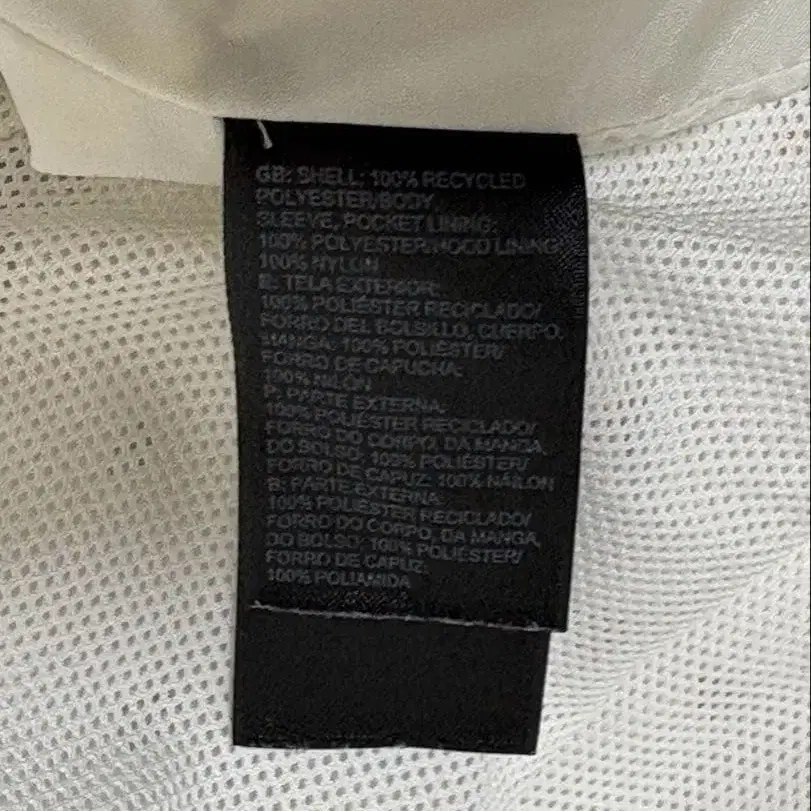 GB: SHELL: 100% RECYCLED
POLYESTER/BODY,
SLEEVE, POCKET LINING:
100% POLYESTER/HOOD LINING:
100% NYLON
E: TELA EXTERIOR:
100% POLIÉSTER RECICLADO/
FORRO DEL BOLSILLO, CUERPO,
MANGA: 100% POLIÉSTER/
FORRO DE CAPUCHA:
100% NILÓN
P: PARTE EXTERNA:
100% POLIÉSTER RECICLADO/
FORRO DO CORPO, DA MANGA,
DO BOLSO: 100% POLIÉSTER/
FORRO DE CAPUZ: 100% NÁILON
B: PARTE EXTERNA:
100% POLIÉSTER RECICLADO/
FORRO DO CORPO, DA MANGA,
DO BOLSO: 100% POLIÉSTER/
FORRO DE CAPUZ:
100% POLIAMIDA